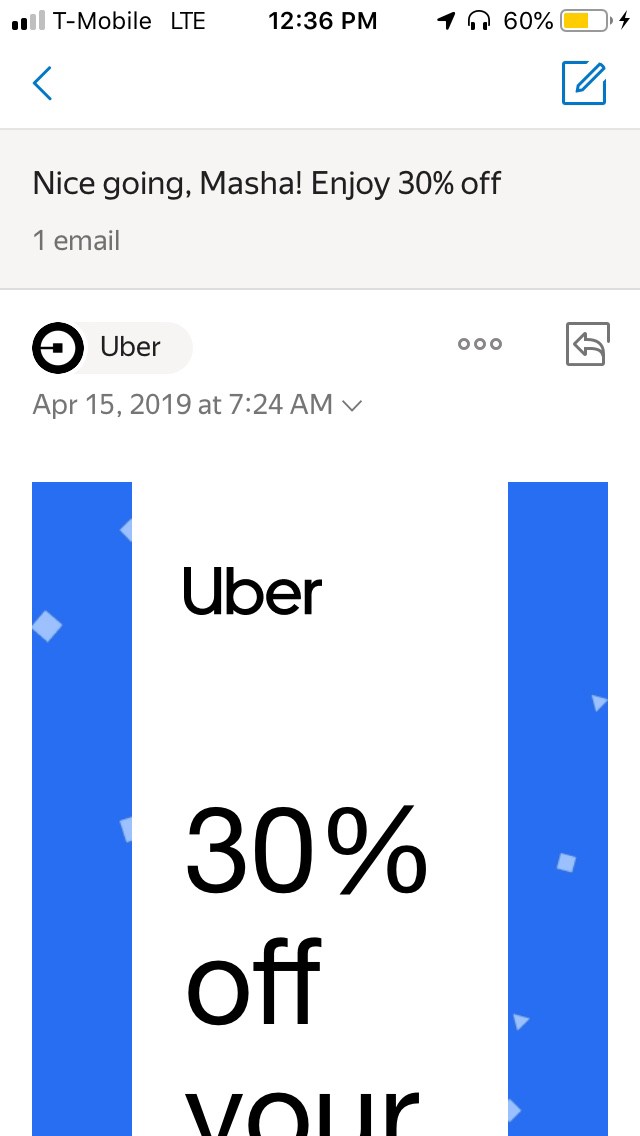 T-Mobile LTE 12:36 PM 60%
Nice going, Masha! Enjoy 30% off
1 email
Uber
Apr 15, 2019 at 7:24 AM
Uber
30%
off
your